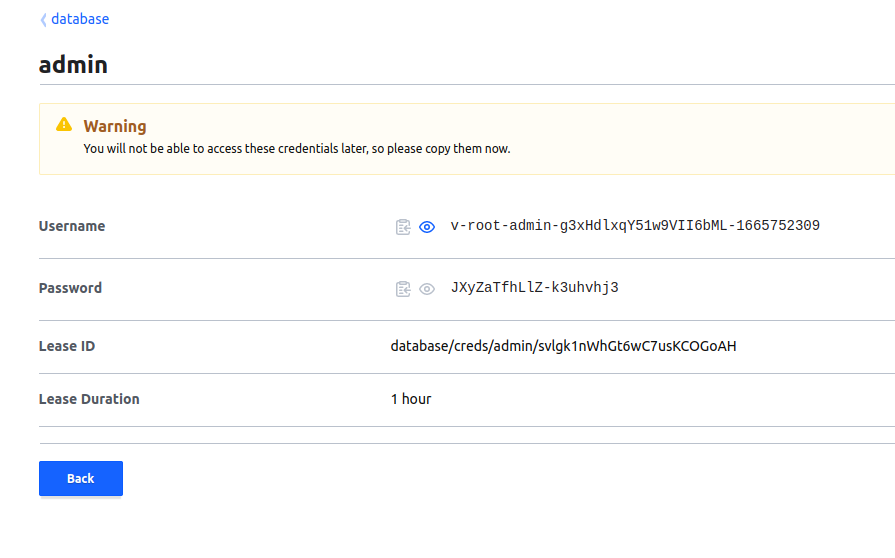 database
admin
Warning
You will not be able to access these credentials later, so please copy them now.
Username v-root-admin-g3xHdlxqY51w9VII6bML-1665752309
Password JXyZaTfhLlZ-k3uhvhj3
Lease ID database/creds/admin/svlgk1nWhGt6wC7usKCOGoAH
Lease Duration 1 hour
Back